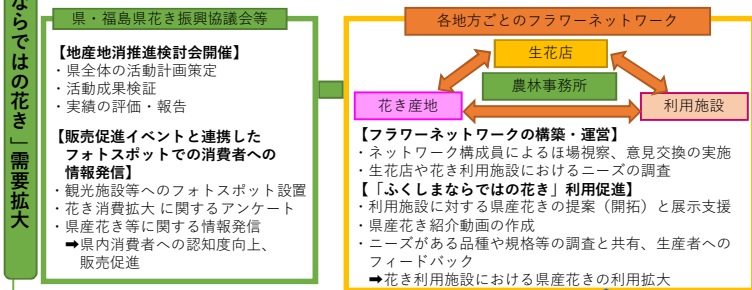 ならではの花き」需要拡大
県・福島県花き振興協議会等
【地産地消推進検討会開催】
・県全体の活動計画策定
・活動成果検証
・実績の評価・報告
【販売促進イベントと連携した
フォトスポットでの消費者への
情報発信】
・観光施設等へのフォトスポット設置
・花き消費拡大 に関するアンケート
・県産花き等に関する情報発信
➡県内消費者への認知度向上、
販売促進
各地方ごとのフラワーネットワーク
生花店
農林事務所
花き産地
利用施設
【フラワーネットワークの構築・運営】
・ネットワーク構成員によるほ場視察、意見交換の実施
・生花店や花き利用施設におけるニーズの調査
【「ふくしまならではの花き」利用促進】
・利用施設に対する県産花きの提案（開拓）と展示支援
・県産花き紹介動画の作成
・ニーズがある品種や規格等の調査と共有、生産者への
フィードバック
➡花き利用施設における県産花きの利用拡大